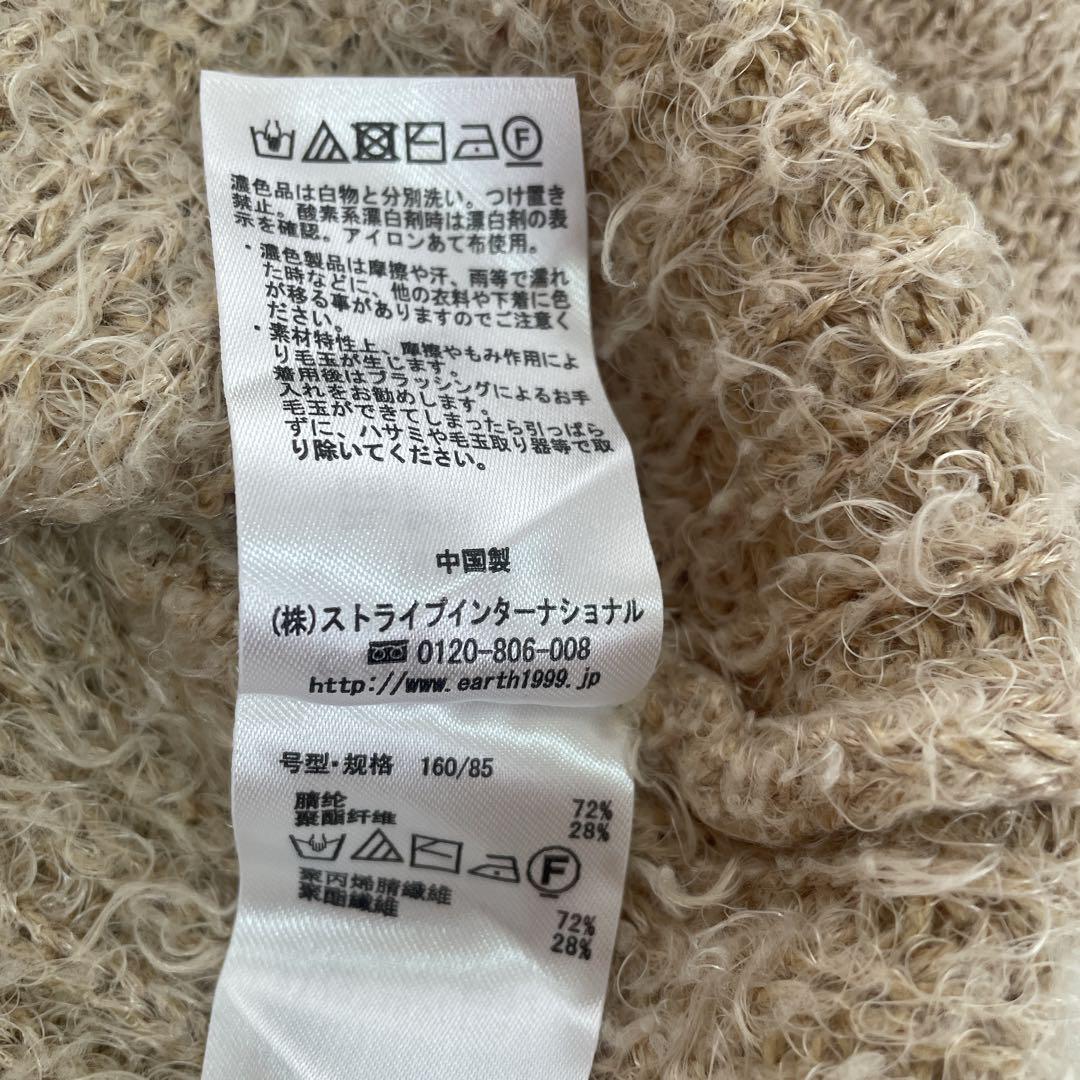 F
濃色品は白物と分別洗い。つけ置き
禁止。酸素系漂白剤時は漂白剤の表
示を確認。アイロンあて布使用。
・濃色製品は摩擦や汗、雨等で濡れ
た時などに、他の衣料や下着に色
が移る事がありますのでご注意く
ださい。
・素材特性上、摩擦やもみ作用によ
り毛玉が生じます。
着用後はブラッシングによるお手
入れをお勧めします。
毛玉ができてしまったら引っぱら
ずに、ハサミや毛玉取り器等で取
り除いてください。
中国製
(株)ストライプインターナショナル
0120-806-008
http://www.earth1999.jp
号型・规格 160/85
腈纶 72%
聚酯纤维 28%
F
聚丙烯腈纖維 72%
聚酯纖維 28%